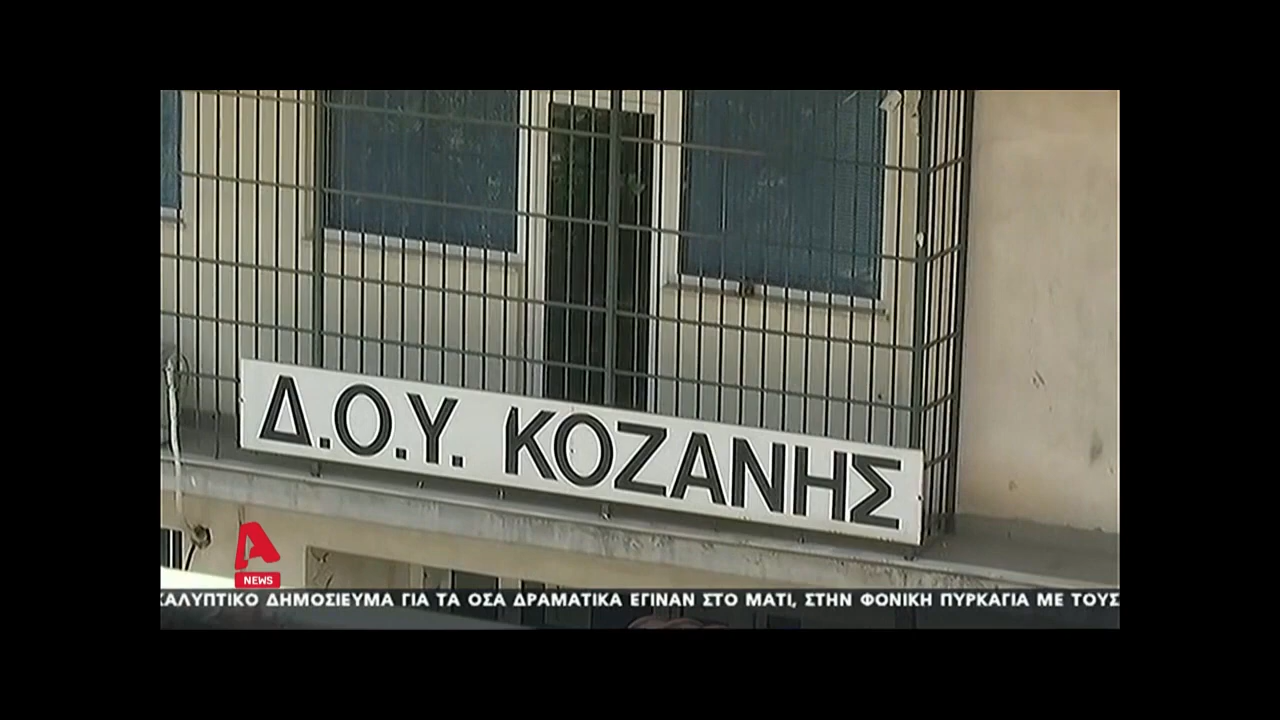 Δ.Ο.Υ. ΚΟΖΑΝΗΣ
NEWS
ΔΗΜΟΣΙΕΥΜΑ ΓΙΑ ΤΑ ΟΣΑ ΔΡΑΜΑΤΙΚΑ ΕΓΙΝΑΝ ΣΤΟ ΜΑΤΙ, ΣΤΗΝ ΦΟΝΙΚΗ ΠΥΡΚΑΓΙΑ ΜΕ ΤΟΥΣ